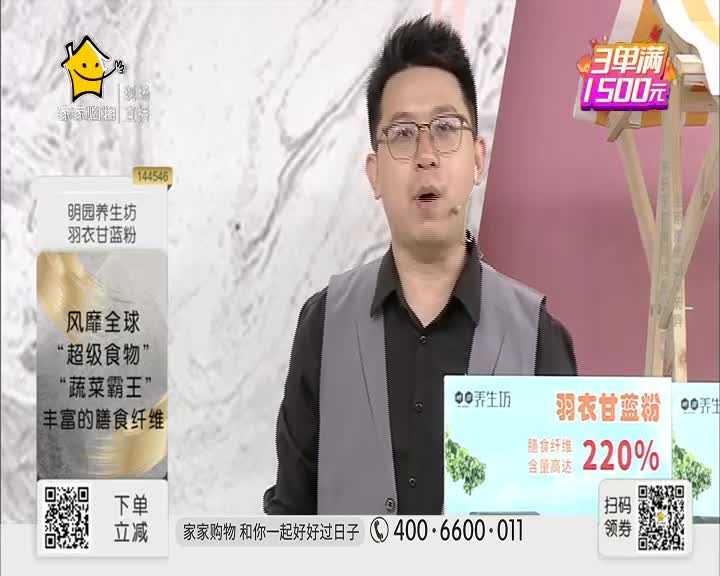 家家购物
3单满
1500元
144546
明园养生坊
羽衣甘蓝粉
风靡全球
“超级食物”
“蔬菜霸王”
丰富的膳食纤维
养生坊
羽衣甘蓝粉
膳食纤维
含量高达
220%
养生
下单
立减
家家购物 和你一起好好过日子
400·6600·011
扫码
领券